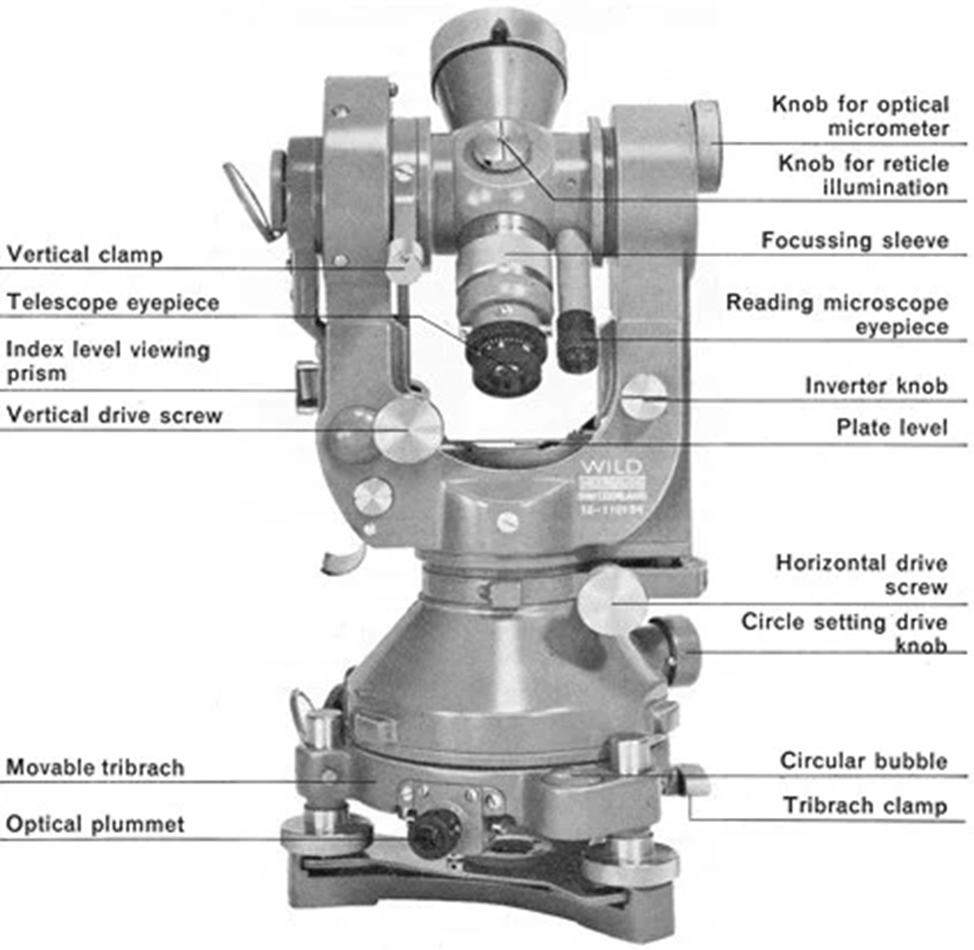 Knob for optical
micrometer
Knob for reticle
illumination
Vertical clamp
Focussing sleeve
Telescope eyepiece
Reading microscope
eyepiece
Index level viewing
prism
Inverter knob
Vertical drive screw
Plate level
WILD
HEERBRUGG
SWITZERLAND
Horizontal drive
screw
Circle setting drive
knob
Movable tribrach
Circular bubble
Tribrach clamp
Optical plummet